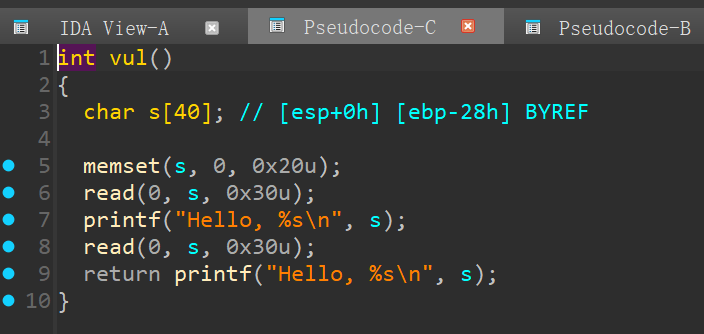 IDA View-A Pseudocode-C Pseudocode-B
1 int vul()
2 {
3 char s[40]; // [esp+0h] [ebp-28h] BYREF
4
5 memset(s, 0, 0x20u);
6 read(0, s, 0x30u);
7 printf("Hello, %s\n", s);
8 read(0, s, 0x30u);
9 return printf("Hello, %s\n", s);
10 }